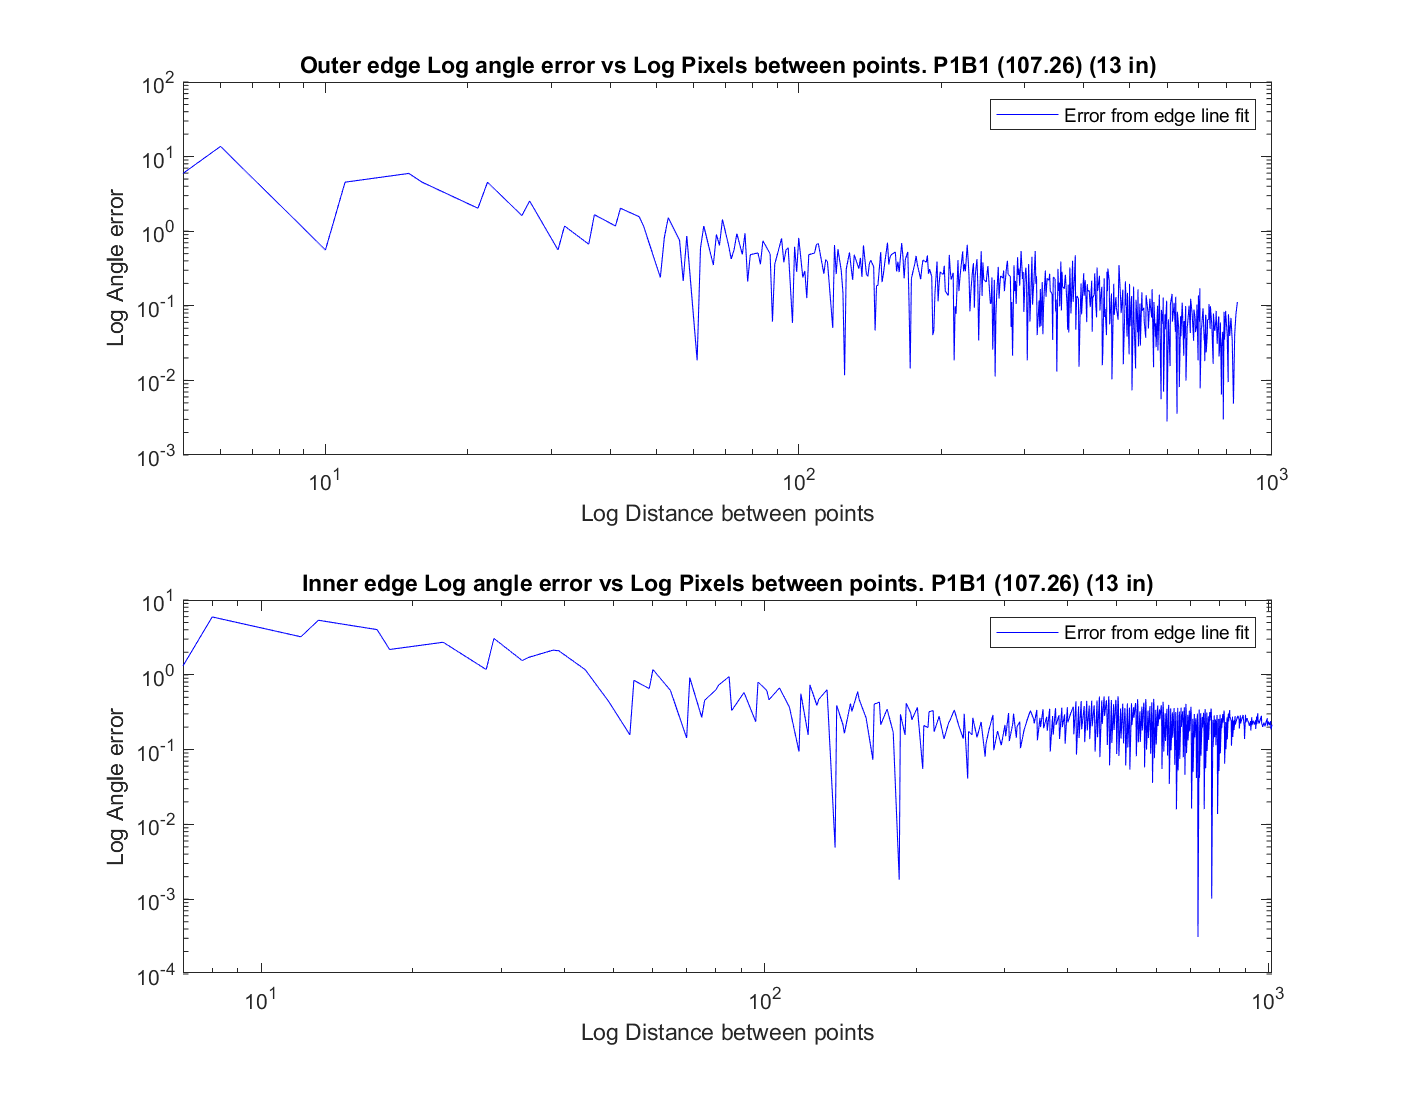 Outer edge Log angle error vs Log Pixels between points. P1B1 (107.26) (13 in)
10^2
10^1
10^0
10^-1
10^-2
10^-3
Log Angle error
Error from edge line fit
10^1 10^2 10^3
Log Distance between points
Inner edge Log angle error vs Log Pixels between points. P1B1 (107.26) (13 in)
10^1
10^0
10^-1
10^-2
10^-3
10^-4
Log Angle error
Error from edge line fit
10^1 10^2 10^3
Log Distance between points